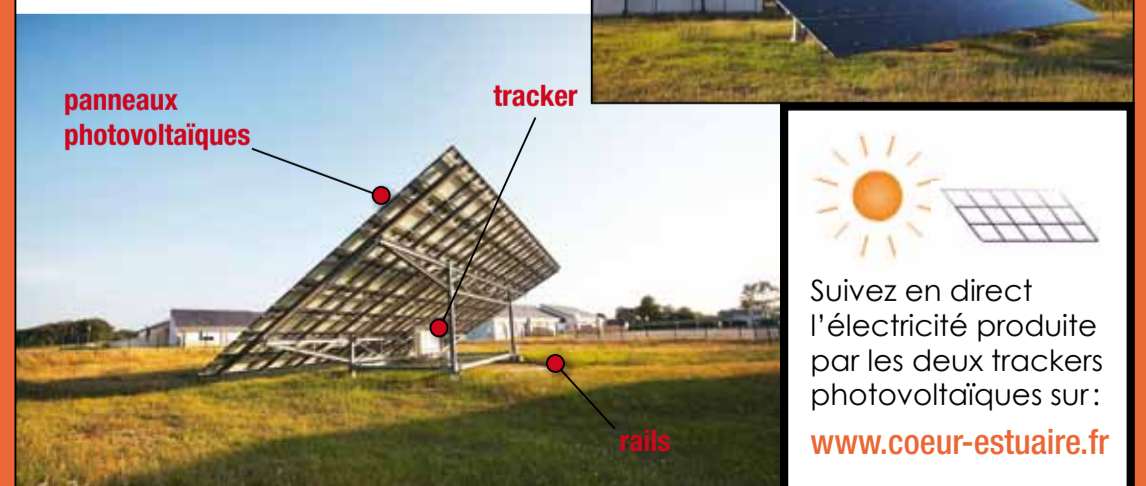 panneaux
photovoltaïques
tracker
rails
Suivez en direct
l'électricité produite
par les deux trackers
photovoltaïques sur :
www.coeur-estuaire.fr